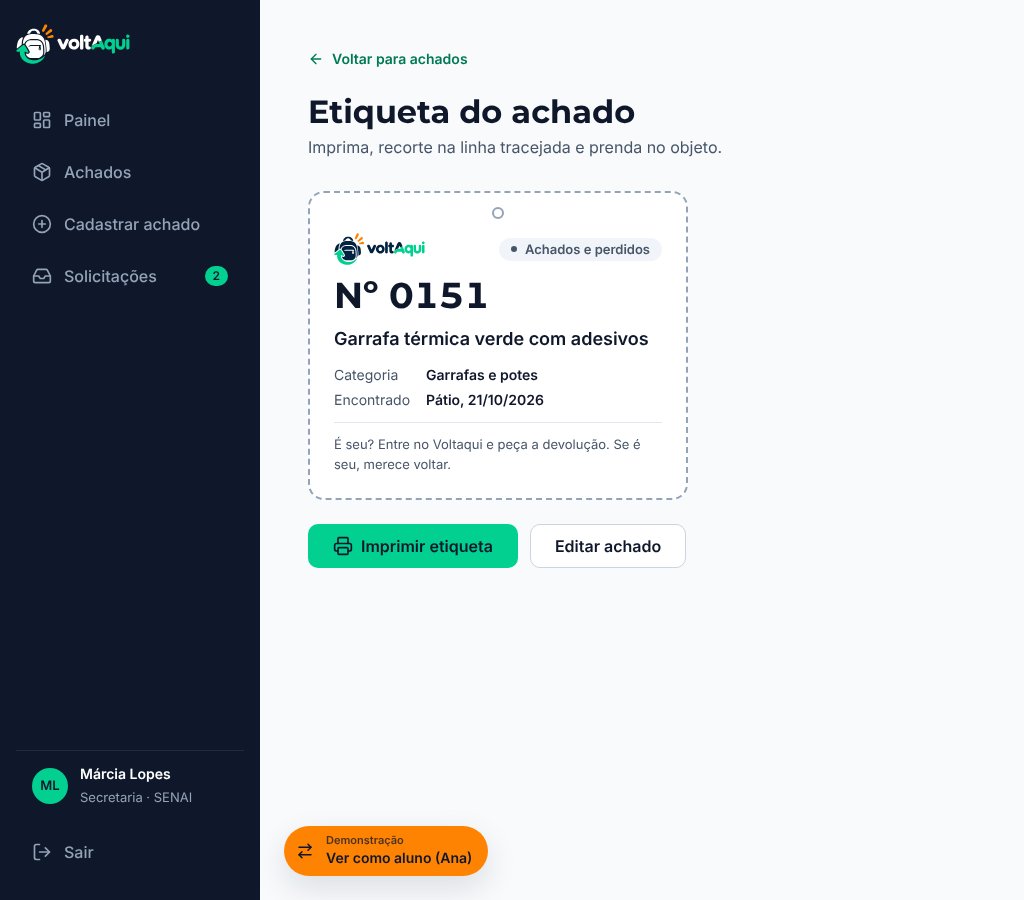 voltAqui
Painel
Achados
Cadastrar achado
Solicitações 2
ML
Márcia Lopes
Secretaria · SENAI
Sair
Voltar para achados
Etiqueta do achado
Imprima, recorte na linha tracejada e prenda no objeto.
voltAqui
Achados e perdidos
Nº 0151
Garrafa térmica verde com adesivos
Categoria Garrafas e potes
Encontrado Pátio, 21/10/2026
É seu? Entre no Voltaqui e peça a devolução. Se é
seu, merece voltar.
Imprimir etiqueta
Editar achado
Demonstração
Ver como aluno (Ana)